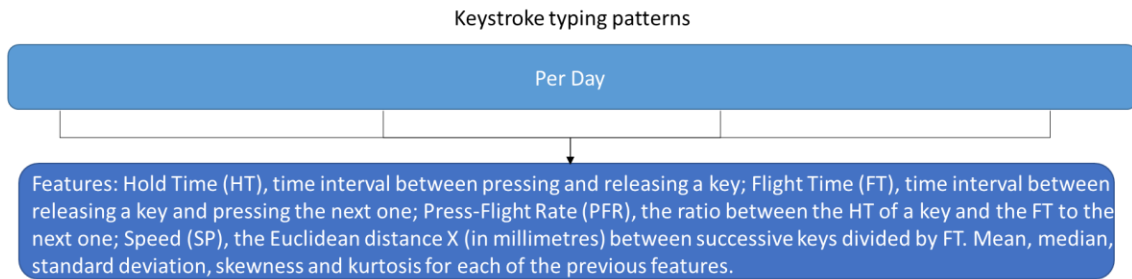 Keystroke typing patterns
Per Day
Features: Hold Time (HT), time interval between pressing and releasing a key; Flight Time (FT), time interval between
releasing a key and pressing the next one; Press-Flight Rate (PFR), the ratio between the HT of a key and the FT to the
next one; Speed (SP), the Euclidean distance X (in millimetres) between successive keys divided by FT. Mean, median,
standard deviation, skewness and kurtosis for each of the previous features.